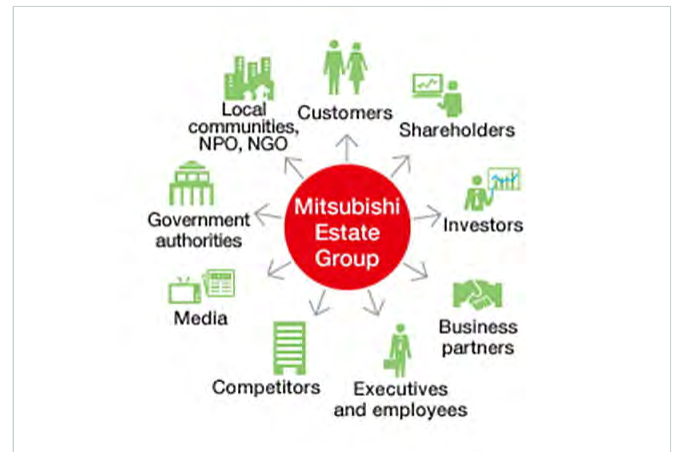 Customers
Shareholders
Investors
Business
partners
Executives
and employees
Competitors
Media
Government
authorities
Local
communities,
NPO, NGO
Mitsubishi
Estate
Group